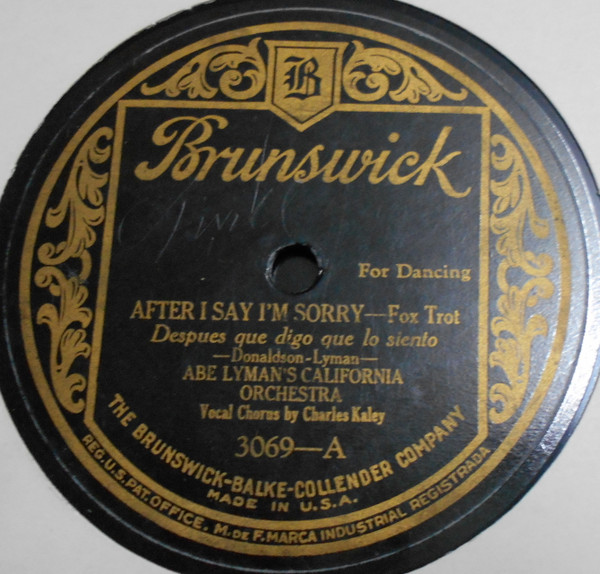 B
Brunswick
For Dancing
AFTER I SAY I'M SORRY—Fox Trot
Despues que digo que lo siento
—Donaldson-Lyman—
ABE LYMAN'S CALIFORNIA
ORCHESTRA
Vocal Chorus by Charles Kaley
3069—A
THE BRUNSWICK-BALKE-COLLENDER COMPANY
MADE IN U.S.A.
REG.U.S.PAT.OFFICE. M. DE F. MARCA INDUSTRIAL REGISTRADA